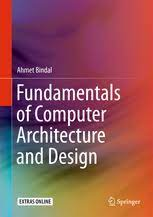 Ahmet Bindal
Fundamentals
of Computer
Architecture
and Design
EXTRAS ONLINE
Springer